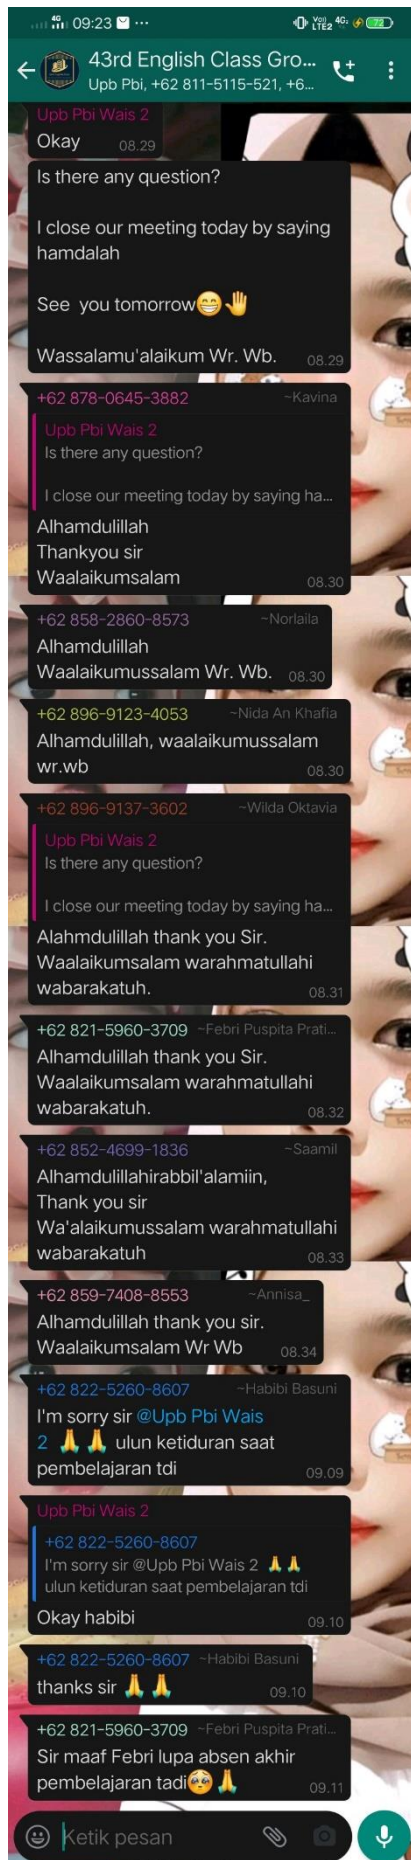 4G 09:23 ...
Vo)) LTE2 4G 72
43rd English Class Gro...
Upb Pbi, +62 811-5115-521, +6...
Upb Pbi Wais 2
Okay 08.29
Is there any question?
I close our meeting today by saying
hamdalah
See you tomorrow😁🤚
Wassalamu'alaikum Wr. Wb. 08.29
+62 878-0645-3882 ~Kavina
Upb Pbi Wais 2
Is there any question?
I close our meeting today by saying ha...
Alhamdulillah
Thankyou sir
Waalaikumsalam 08.30
+62 858-2860-8573 ~Norlaila
Alhamdulillah
Waalaikumussalam Wr. Wb. 08.30
+62 896-9123-4053 ~Nida An Khafia
Alhamdulillah, waalaikumussalam
wr.wb 08.30
+62 896-9137-3602 ~Wilda Oktavia
Upb Pbi Wais 2
Is there any question?
I close our meeting today by saying ha...
Alahmdulillah thank you Sir.
Waalaikumsalam warahmatullahi
wabarakatuh. 08.31
+62 821-5960-3709 ~Febri Puspita Prati...
Alhamdulillah thank you Sir.
Waalaikumsalam warahmatullahi
wabarakatuh. 08.32
+62 852-4699-1836 ~Saamil
Alhamdulillahirabbil'alamiin,
Thank you sir
Wa'alaikumussalam warahmatullahi
wabarakatuh 08.33
+62 859-7408-8553 ~Annisa_
Alhamdulillah thank you sir.
Waalaikumsalam Wr Wb 08.34
+62 822-5260-8607 ~Habibi Basuni
I'm sorry sir @Upb Pbi Wais
2 🙏🙏 ulun ketiduran saat
pembelajaran tdi 09.09
Upb Pbi Wais 2
+62 822-5260-8607
I'm sorry sir @Upb Pbi Wais 2 🙏🙏
ulun ketiduran saat pembelajaran tdi
Okay habibi 09.10
+62 822-5260-8607 ~Habibi Basuni
thanks sir 🙏🙏 09.10
+62 821-5960-3709 ~Febri Puspita Prati...
Sir maaf Febri lupa absen akhir
pembelajaran tadi🥺🙏 09.11
Ketik pesan